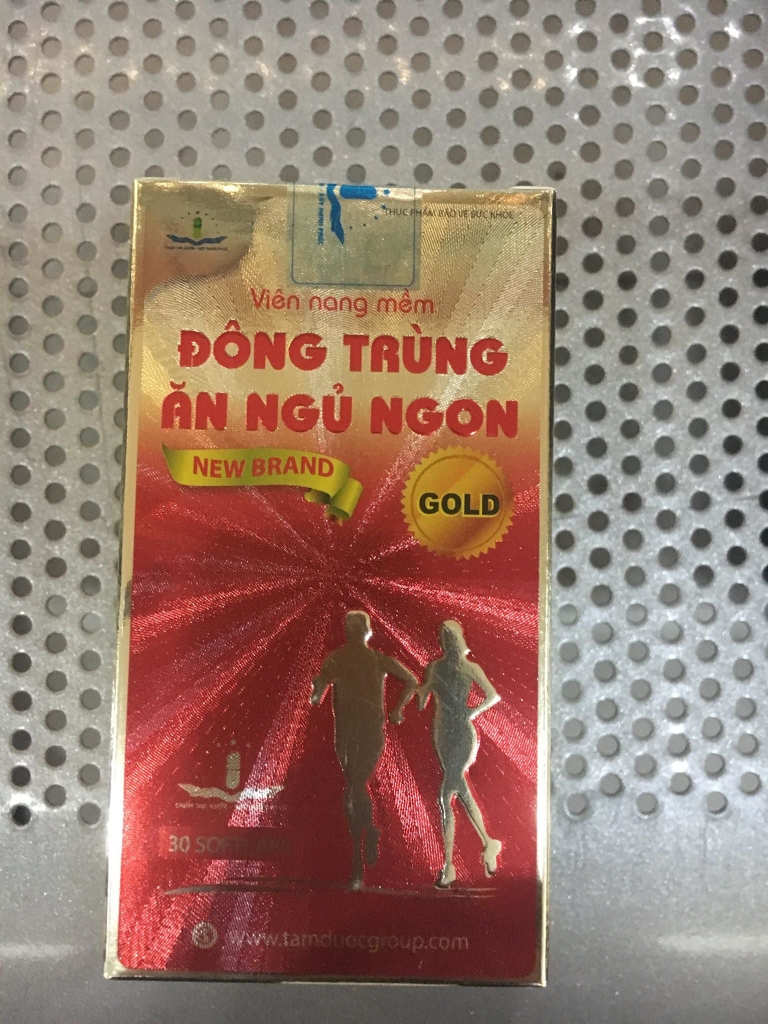 THỰC PHẨM BẢO VỆ SỨC KHỎE
Viên nang mềm
ĐÔNG TRÙNG
ĂN NGỦ NGON
NEW BRAND
GOLD
30
www.tamduocgroup.com